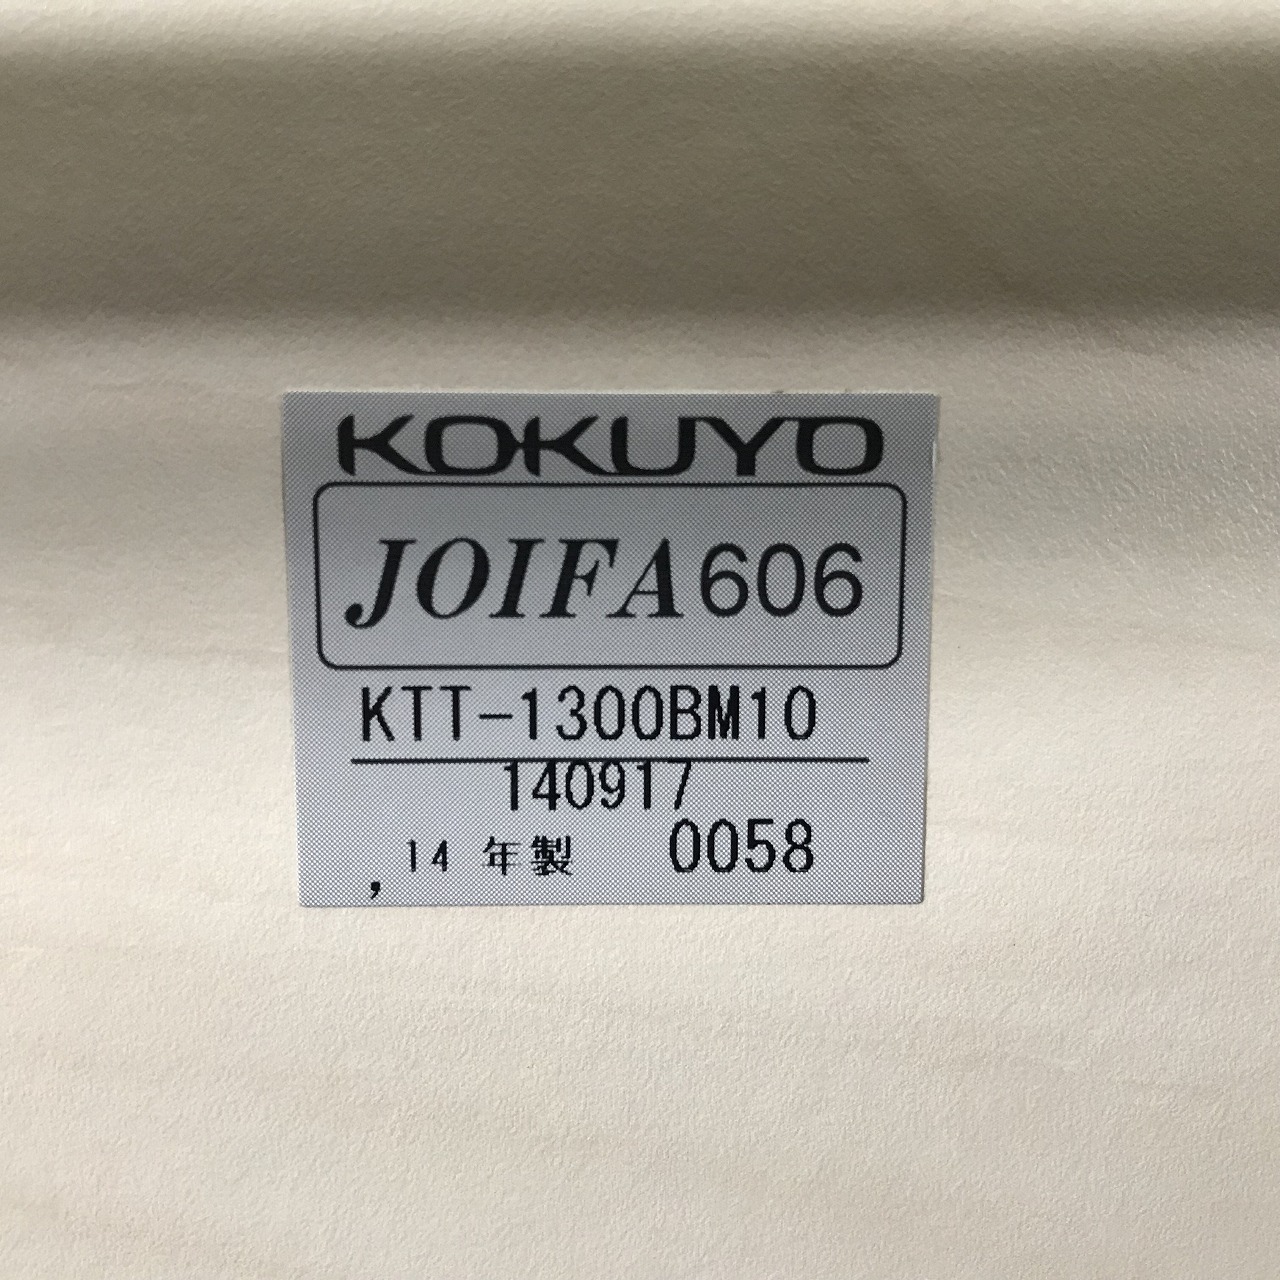 KOKUYO
JOIFA606
KTT-1300BM10
140917
,14 年製 0058